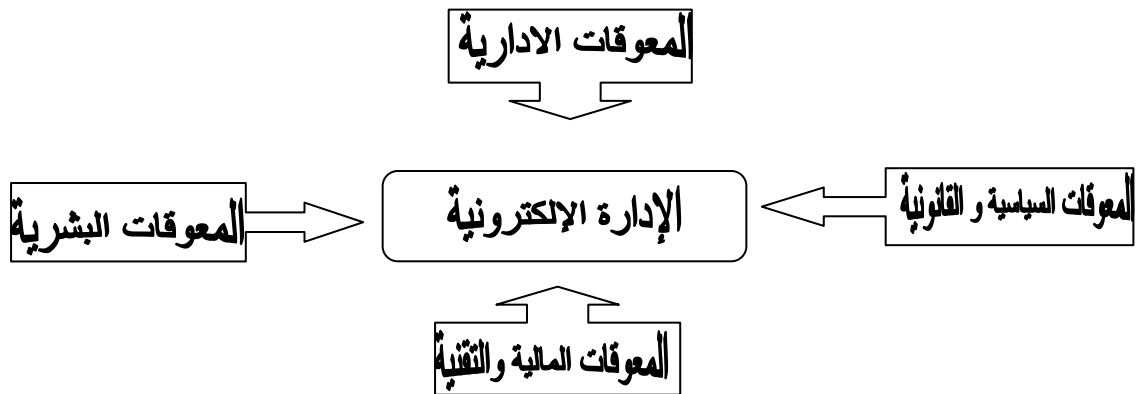 المعوقات الادارية
المعوقات السياسية و القانونية
الإدارة الإلكترونية
المعوقات البشرية
المعوقات المالية والتقنية